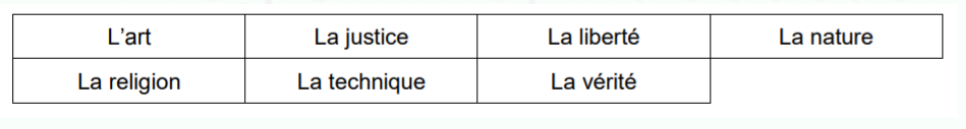 L'art La justice La liberté La nature
La religion La technique La vérité